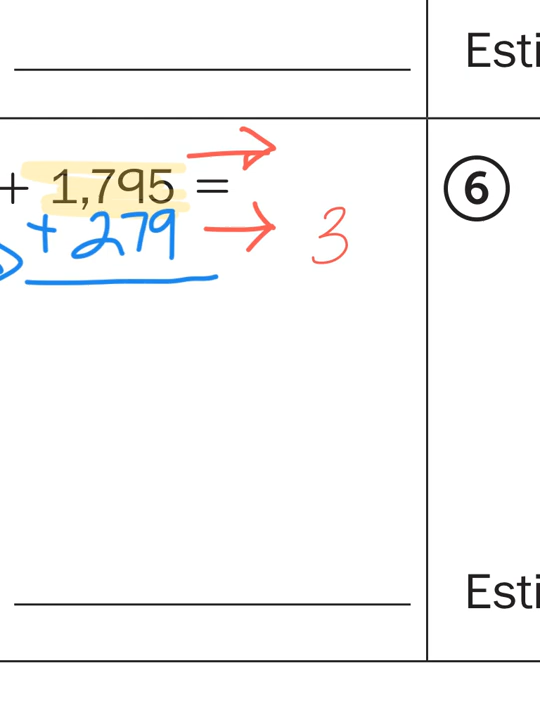 Esti
+ 1,795 =
6
+ 279 → 3
Esti